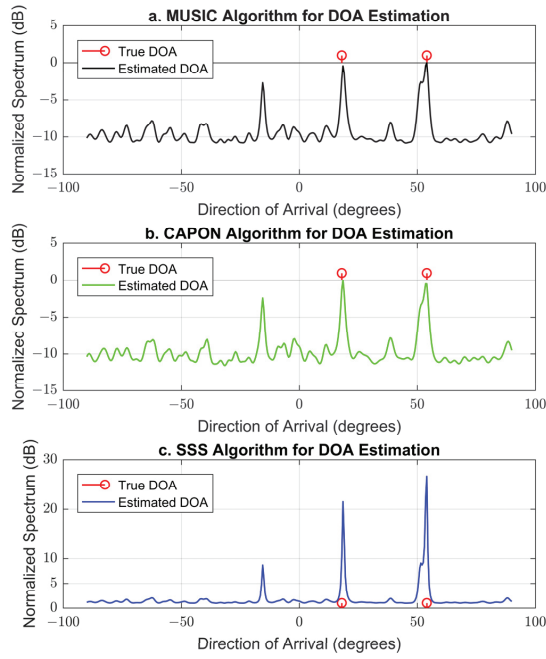 a. MUSIC Algorithm for DOA Estimation
Normalized Spectrum (dB)
5
0
−5
−10
−15
True DOA
Estimated DOA
−100
−50
0
50
100
Direction of Arrival (degrees)
b. CAPON Algorithm for DOA Estimation
Normalized Spectrum (dB)
5
0
−5
−10
−15
True DOA
Estimated DOA
−100
−50
0
50
100
Direction of Arrival (degrees)
c. SSS Algorithm for DOA Estimation
Normalized Spectrum (dB)
30
20
10
5
0
True DOA
Estimated DOA
−100
−50
0
50
100
Direction of Arrival (degrees)